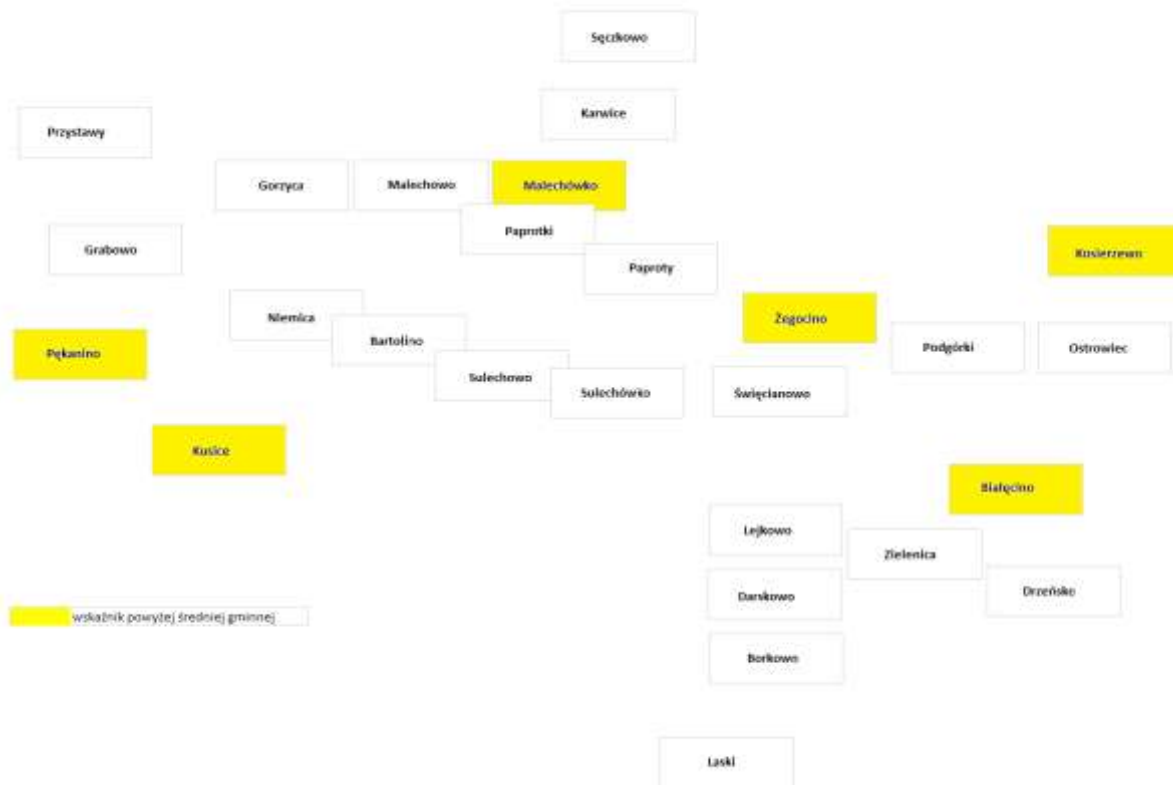 Sęczkowo
Karwice
Przystawy
Gorzyca
Malechowo
Malechówko
Paprotki
Grabowo
Paproty
Kosierzewo
Niemica
Żegocino
Bartolino
Podgórki
Ostrowiec
Pękanino
Sulechowo
Sulechówko
Święcianowo
Kusice
Białęcino
Lejkowo
Zielenica
Darskowo
Drzeńsko
wskaźnik powyżej średniej gminnej
Borkowo
Laski